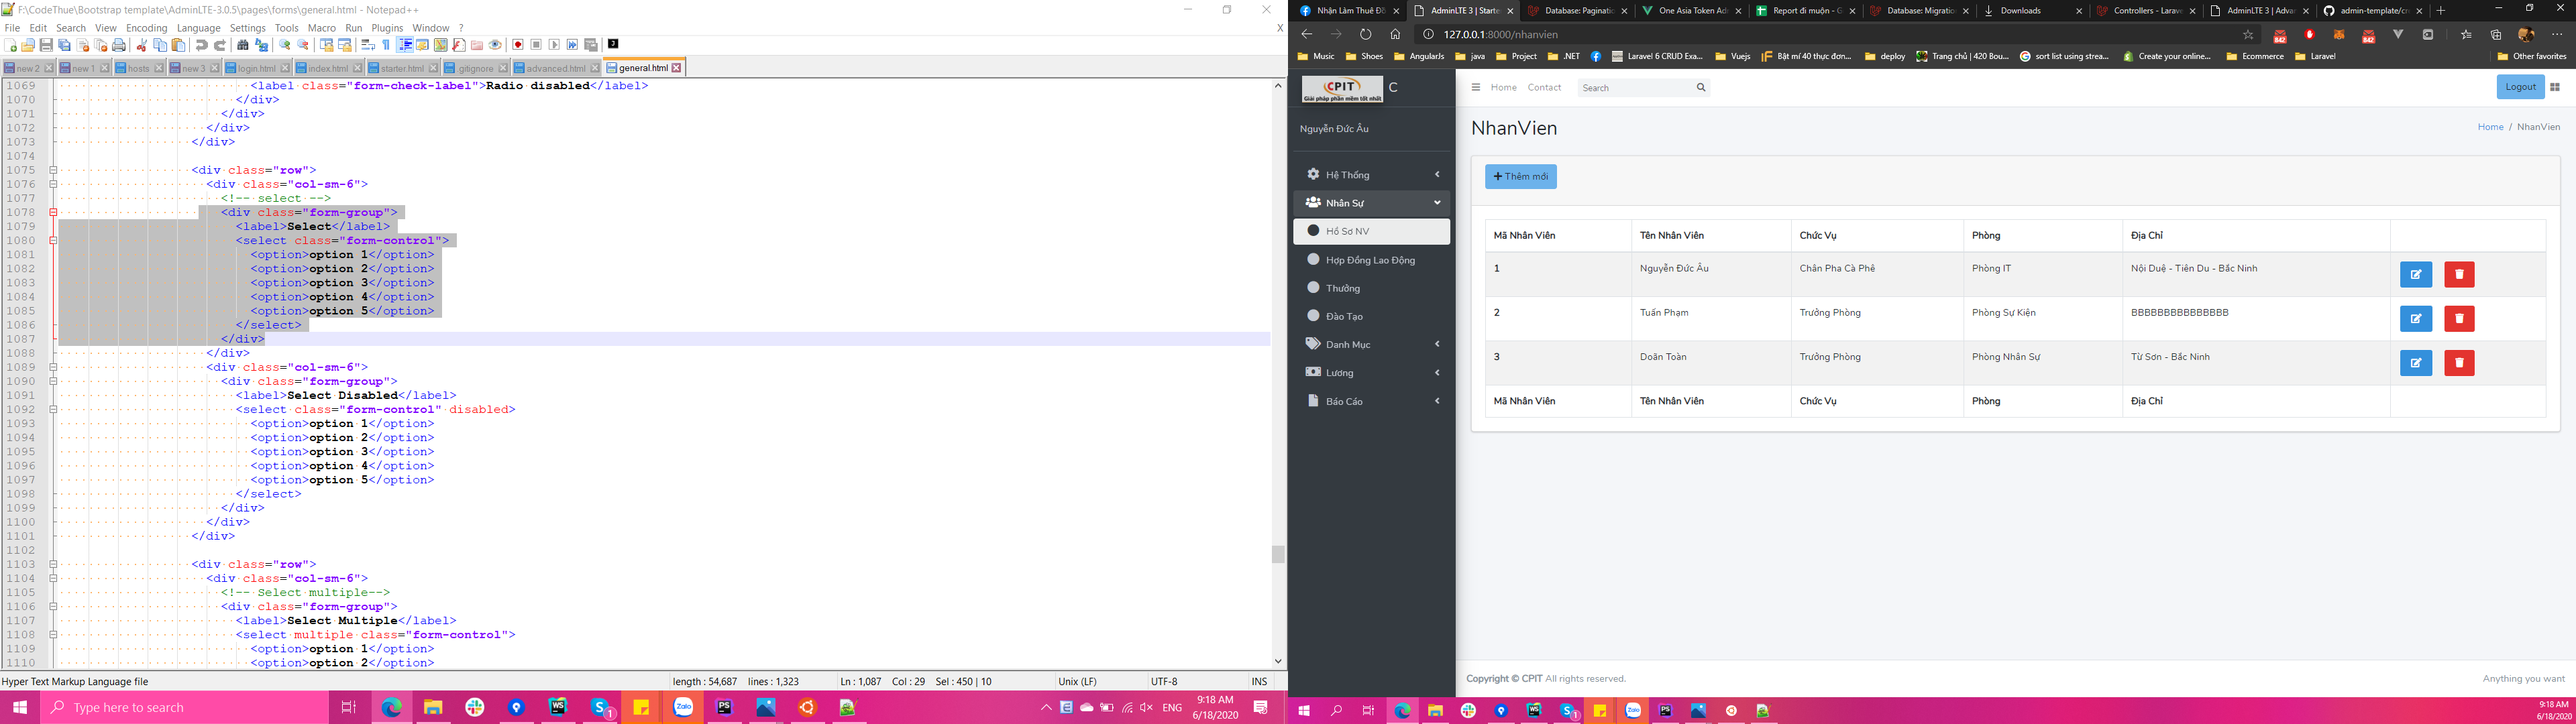 F:\CodeThue\Bootstrap template\AdminLTE-3.0.5\pages\forms\general.html - Notepad++
File Edit Search View Encoding Language Settings Tools Macro Run Plugins Window ?
X
new 2 new 1 hosts new 3 login.html index.html starter.html .gitignore advanced.html general.html
1069 <label class="form-check-label">Radio disabled</label>
1070 </div>
1071 </div>
1072 </div>
1073 </div>
1074
1075 <div class="row">
1076 <div class="col-sm-6">
1077 <!-- select -->
1078 <div class="form-group">
1079 <label>Select</label>
1080 <select class="form-control">
1081 <option>option 1</option>
1082 <option>option 2</option>
1083 <option>option 3</option>
1084 <option>option 4</option>
1085 <option>option 5</option>
1086 </select>
1087 </div>
1088 </div>
1089 <div class="col-sm-6">
1090 <div class="form-group">
1091 <label>Select Disabled</label>
1092 <select class="form-control" disabled>
1093 <option>option 1</option>
1094 <option>option 2</option>
1095 <option>option 3</option>
1096 <option>option 4</option>
1097 <option>option 5</option>
1098 </select>
1099 </div>
1100 </div>
1101 </div>
1102
1103 <div class="row">
1104 <div class="col-sm-6">
1105 <!-- Select multiple-->
1106 <div class="form-group">
1107 <label>Select Multiple</label>
1108 <select multiple class="form-control">
1109 <option>option 1</option>
1110 <option>option 2</option>
Hyper Text Markup Language file length : 54,687 lines : 1,323 Ln : 1,087 Col : 29 Sel : 450 | 10 Unix (LF) UTF-8 INS
Type here to search
ENG
9:18 AM
6/18/2020
Nhận Làm Thuê Đồ AdminLTE 3 | Starte Database: Paginatio One Asia Token Adm Report đi muộn - G Database: Migratio Downloads Controllers - Larave AdminLTE 3 | Advan admin-template/cr
127.0.0.1:8000/nhanvien
Music Shoes AngularJs java Project .NET Laravel 6 CRUD Exa... Vuejs Bật mí 40 thực đơn... deploy Trang chủ | 420 Bou... sort list using strea... Create your online... Ecommerce Laravel Other favorites
CPIT
Giải pháp phần mềm tốt nhất
C
Home Contact Search Logout
Nguyễn Đức Âu
Hệ Thống
Nhân Sự
Hồ Sơ NV
Hợp Đồng Lao Động
Thưởng
Đào Tạo
Danh Mục
Lương
Báo Cáo
NhanVien
Home / NhanVien
Thêm mới
Mã Nhân Viên Tên Nhân Viên Chức Vụ Phòng Địa Chỉ
1 Nguyễn Đức Âu Chân Pha Cà Phê Phòng IT Nội Duệ - Tiên Du - Bắc Ninh
2 Tuấn Phạm Trưởng Phòng Phòng Sự Kiện BBBBBBBBBBBBBBB
3 Doãn Toàn Trưởng Phòng Phòng Nhân Sự Từ Sơn - Bắc Ninh
Mã Nhân Viên Tên Nhân Viên Chức Vụ Phòng Địa Chỉ
Copyright © CPIT All rights reserved.
Anything you want
9:18 AM
6/18/2020